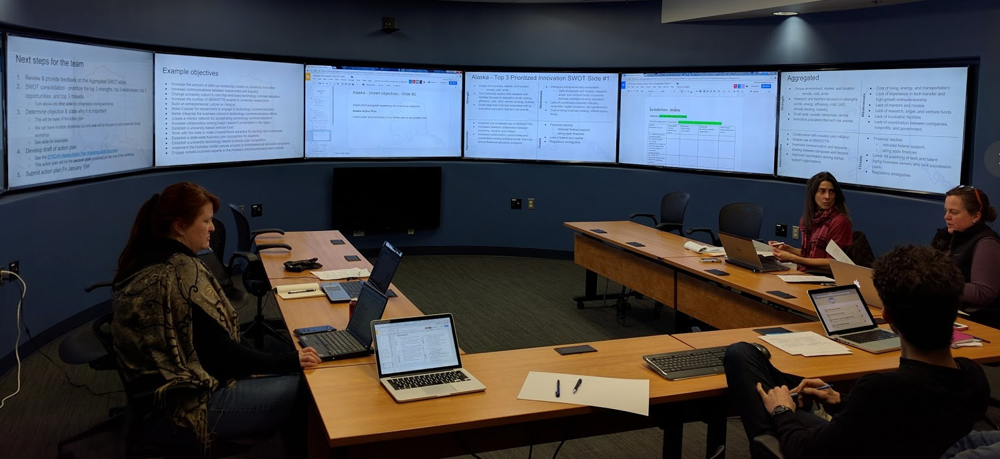 Next steps for the team
1. Review & provide feedback on the Aggregated SWOT slides
2. SWOT consolidation - prioritize the top 3 strengths, top 3 weaknesses, top 3
opportunities, and top 3 threats.
Turn above into first slide for presentation during workshop
3. Determine objective & state why it is important
This will be basis of the action plan
We can have multiple objectives but only one will be focused on and presented during
workshop
See slide for examples
4. Develop draft of action plan
See the EPSCoR-Alaska-Action Plan Workshop-Draft document
This action plan will be the second slide presented on day one of the workshop
5. Submit action plan Fri January 15th
Example objectives
● Increase the amount of start-up companies based on university innovation
● Increase communications between researchers and industry
● Change university culture to one that embraces technology commercialization
● Increase the number of SBIR/STTR awards to university researchers
● Build an entrepreneurial culture on campus
● Make it easier for researchers to engage in technology commercialization
● Better integrate the business school in technology commercialization efforts
● Create a mentor network for accelerating technology commercialization
● Increase collaboration among major research universities in the region
● Establish a university-based venture fund
● Work with the state to make it easier/more attractive for starting new businesses
● Establish a state-wide business plan competition for students
● Establish a university technology-based business plan competition
● Implement the business model canvass process in entrepreneur education programs
● Engage outside business experts in the invention disclosure/assessment process
Alaska - (insert objective) - Slide #2
(insert short paragraph explaining why this is our objective)
Alaska Action Plan
(insert super short summary of your action plan to accomplish this)
Alaska - Top 3 Prioritized Innovation SWOT Slide #1
Strength
● Unique environment, market, and location
○ remote, cold, arctic
● One University system with research and
facilities focused on strengths (arctic, energy,
efficiency, cold, UAS, remote sensing, rockets)
● Small state that is socially networked with an
innovative population that isn't risk averse
Weaknesses
● Nascent entrepreneurship ecosystem
○ Lack of mentors and models, research,
angel, and venture funds, incubation
facilities, entrepreneurship education
● Lack of coordination between industry
nonprofits, higher education, and government.
● Cost of doing business (energy, infrastructure,
living)
Opportunities
● Improved and increased use of SBIR/STTRs
● Increased research collaboration between
university, industry, and military
● Increased collaboration, opportunities and
coordination among entrepreneurial, financial,
and professional education programs.
Threats
● Financial decline:
○ reduced federal support,
○ ailing state finances
● Loss of talent and capital
● Regulatory ambiguities
Jurisdiction: Alaska
Aggregated
Strength
● Unique environment, market, and location
○ remote, cold, arctic
● Research and facilities focused on strengths
(arctic, energy, efficiency, cold, UAS,
remote sensing, rockets)
● Small state, socially networked, nimble
● Innovative population that isn't risk averse
Weaknesses
● Cost of (living, energy, and transportation)
● Lack of experience in tech transfer and
high-growth entrepreneurship
● Lack of mentors and models
● Lack of research, angel, and venture funds
● Lack of incubation facilities
● Lack of coordination between companies,
nonprofits, and government.
Opportunities
● Collaboration with industry (and military)
● Greater use of SBIR/STTR
● Improved communication and resource
sharing between campuses and beyond
● Improved coordination among startup
support organizations
Threats
● Financial decline:
○ reduced federal support,
○ ailing state finances
● Lower 48 poaching of tech and talent
● Aging business owners who lack succession
plans
● Regulatory ambiguities